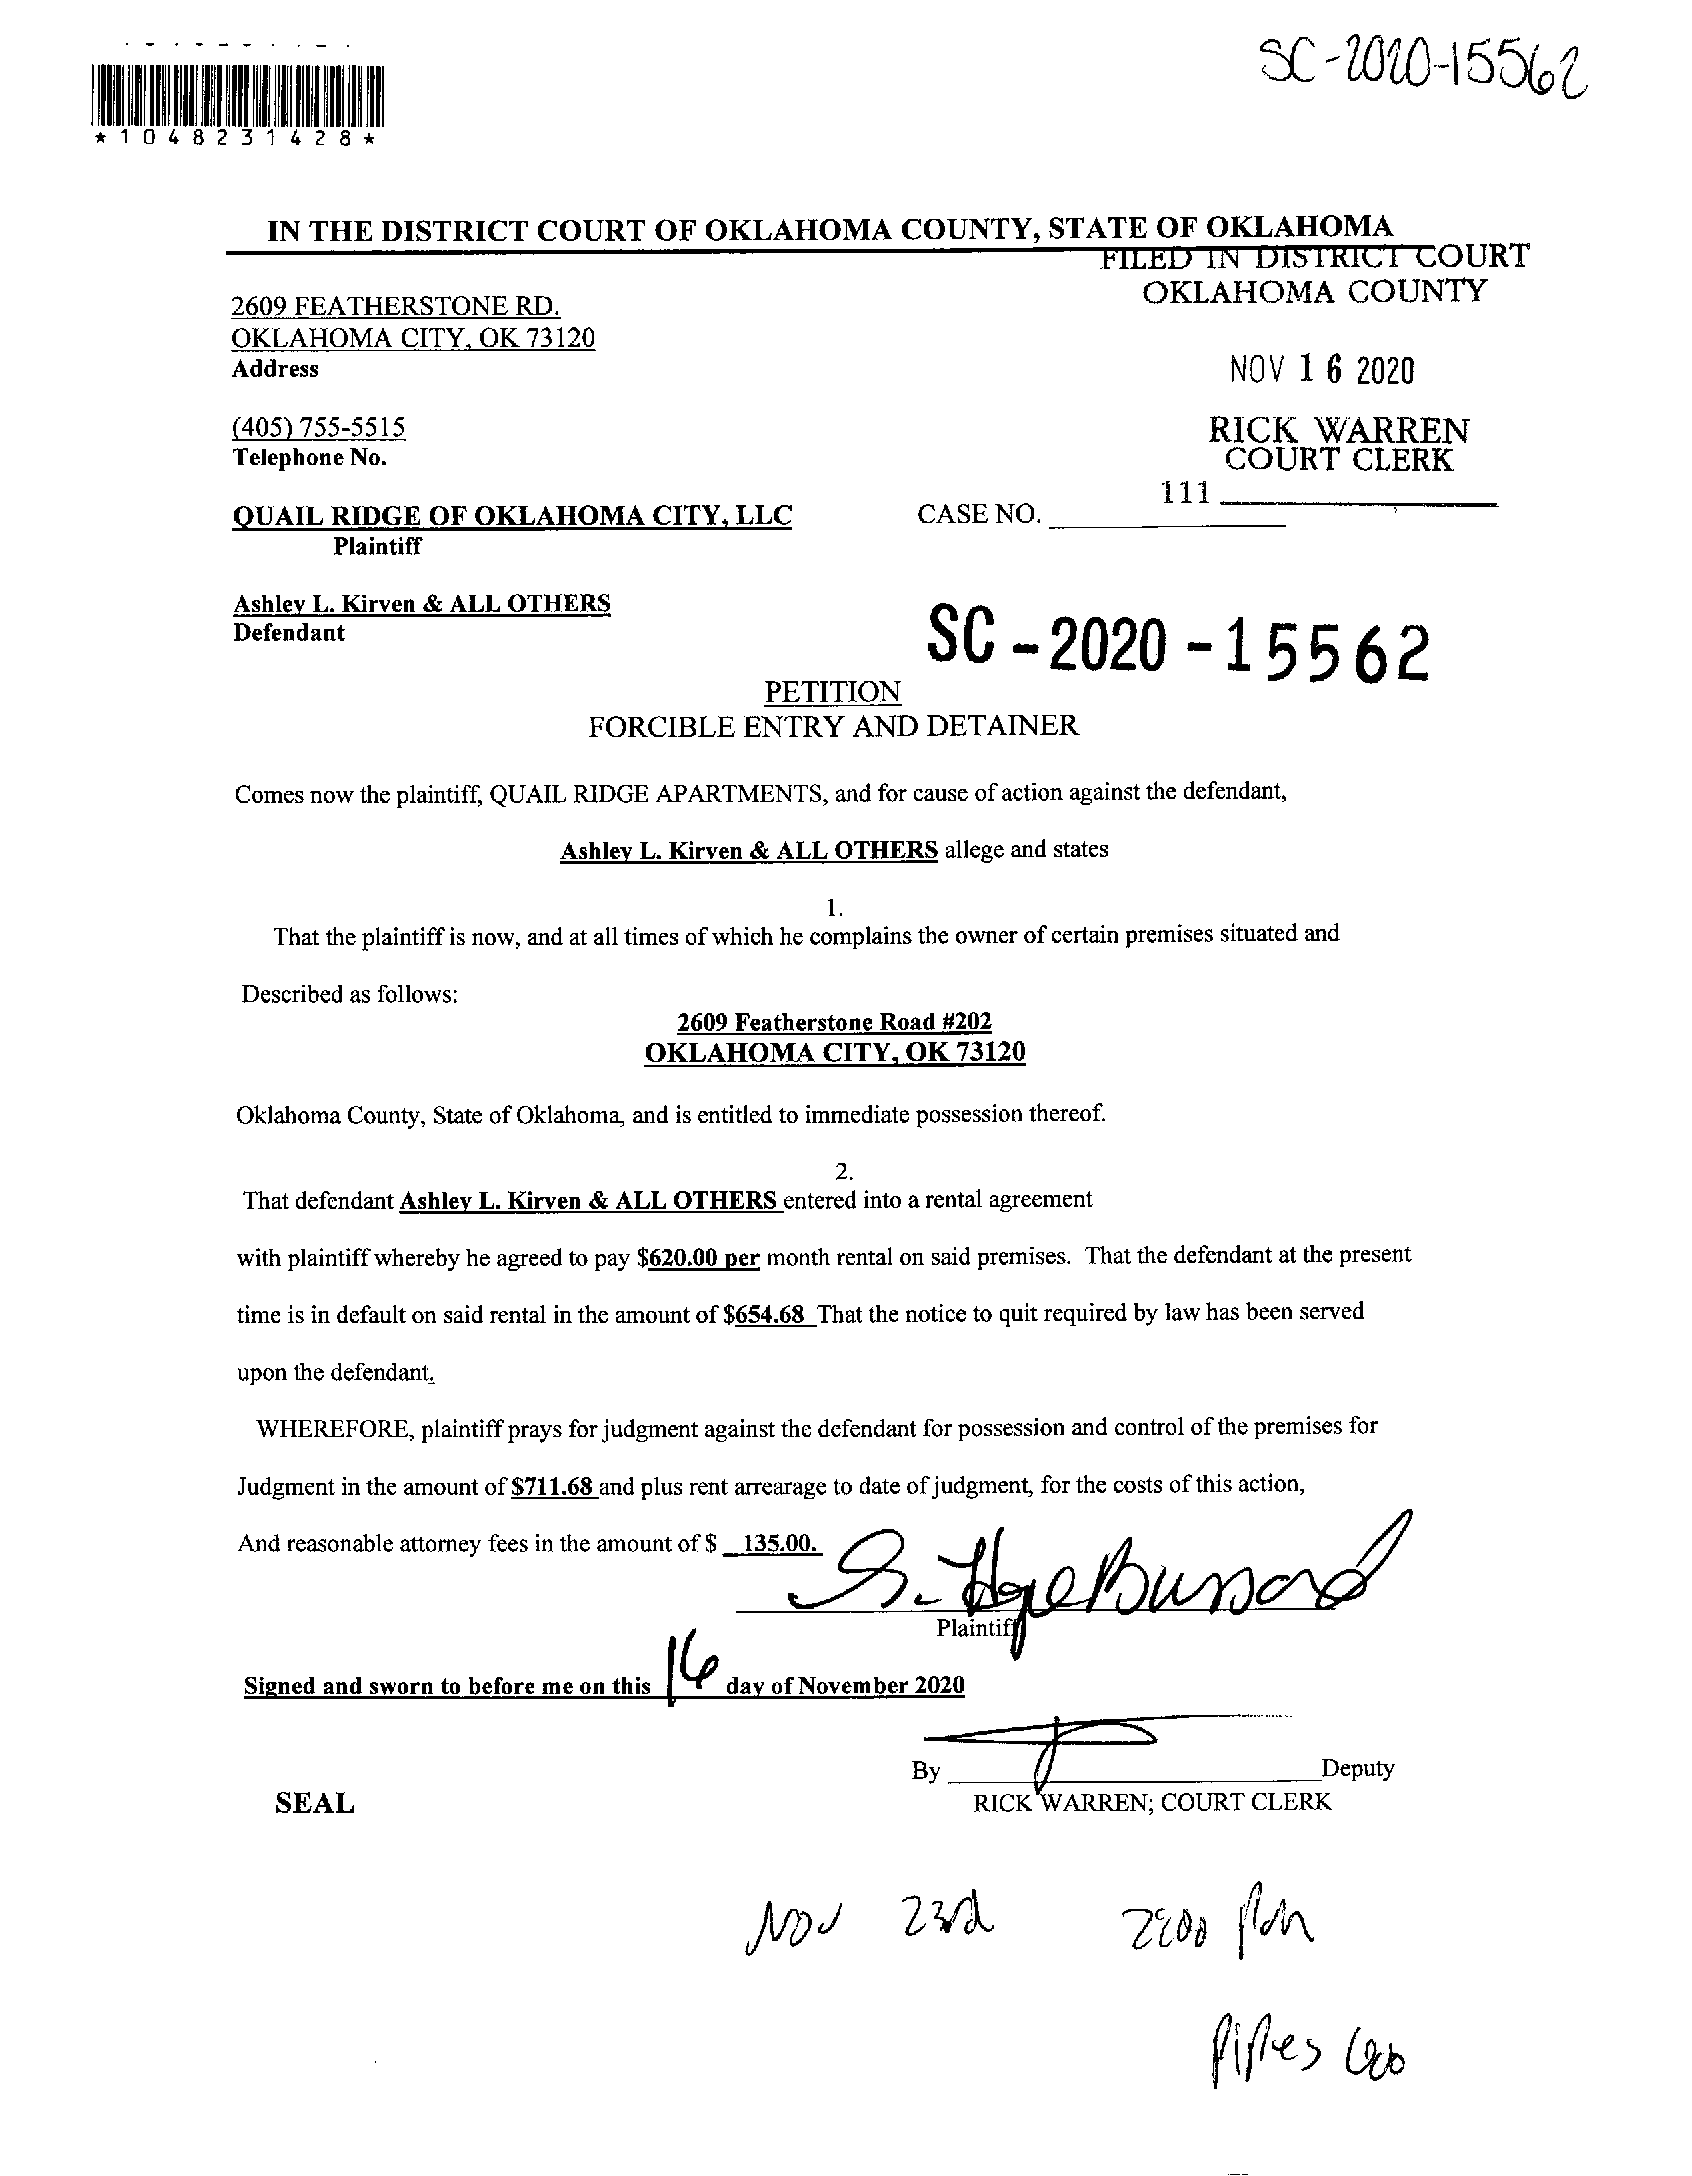 SC-2020-15562
*1048231428*
IN THE DISTRICT COURT OF OKLAHOMA COUNTY, STATE OF OKLAHOMA
FILED IN DISTRICT COURT
OKLAHOMA COUNTY
2609 FEATHERSTONE RD.
OKLAHOMA CITY, OK 73120
Address
NOV 16 2020
(405) 755-5515
Telephone No.
RICK WARREN
COURT CLERK
111
QUAIL RIDGE OF OKLAHOMA CITY, LLC
Plaintiff
CASE NO.
Ashley L. Kirven & ALL OTHERS
Defendant
SC-2020-15562
PETITION
FORCIBLE ENTRY AND DETAINER
Comes now the plaintiff, QUAIL RIDGE APARTMENTS, and for cause of action against the defendant,
Ashley L. Kirven & ALL OTHERS allege and states
1.
That the plaintiff is now, and at all times of which he complains the owner of certain premises situated and
Described as follows:
2609 Featherstone Road #202
OKLAHOMA CITY, OK 73120
Oklahoma County, State of Oklahoma, and is entitled to immediate possession thereof.
2.
That defendant Ashley L. Kirven & ALL OTHERS entered into a rental agreement
with plaintiff whereby he agreed to pay $620.00 per month rental on said premises. That the defendant at the present
time is in default on said rental in the amount of $654.68 That the notice to quit required by law has been served
upon the defendant.
WHEREFORE, plaintiff prays for judgment against the defendant for possession and control of the premises for
Judgment in the amount of $711.68 and plus rent arrearage to date of judgment, for the costs of this action,
And reasonable attorney fees in the amount of $ 135.00.
S. Hope Bussard
Plaintiff
Signed and sworn to before me on this 16 day of November 2020
By Deputy
RICK WARREN; COURT CLERK
SEAL
Nov 23rd pm